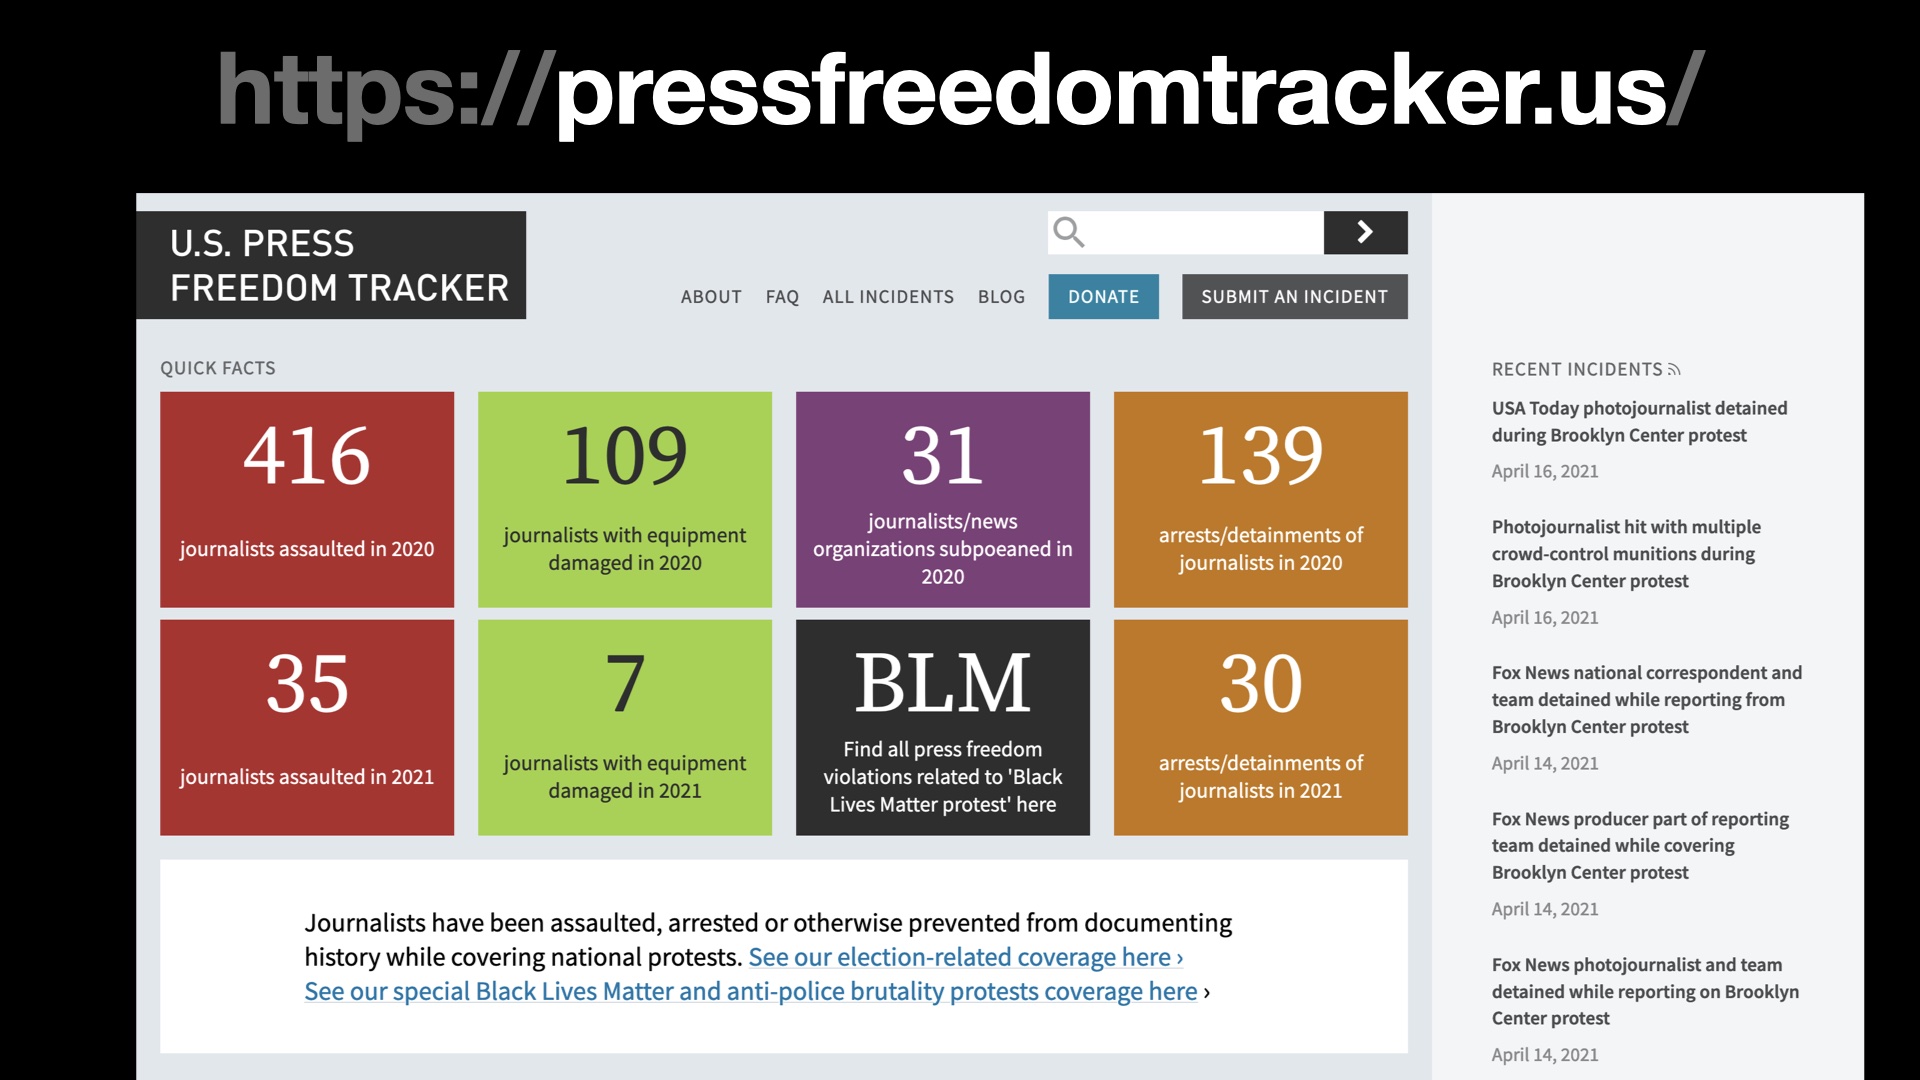 https://pressfreedomtracker.us/
U.S. PRESS
FREEDOM TRACKER
ABOUT FAQ ALL INCIDENTS BLOG DONATE SUBMIT AN INCIDENT
QUICK FACTS
416
journalists assaulted in 2020
109
journalists with equipment
damaged in 2020
31
journalists/news
organizations subpoeaned in
2020
139
arrests/detainments of
journalists in 2020
35
journalists assaulted in 2021
7
journalists with equipment
damaged in 2021
BLM
Find all press freedom
violations related to 'Black
Lives Matter protest' here
30
arrests/detainments of
journalists in 2021
Journalists have been assaulted, arrested or otherwise prevented from documenting
history while covering national protests. See our election-related coverage here ›
See our special Black Lives Matter and anti-police brutality protests coverage here ›
RECENT INCIDENTS
USA Today photojournalist detained
during Brooklyn Center protest
April 16, 2021
Photojournalist hit with multiple
crowd-control munitions during
Brooklyn Center protest
April 16, 2021
Fox News national correspondent and
team detained while reporting from
Brooklyn Center protest
April 14, 2021
Fox News producer part of reporting
team detained while covering
Brooklyn Center protest
April 14, 2021
Fox News photojournalist and team
detained while reporting on Brooklyn
Center protest
April 14, 2021